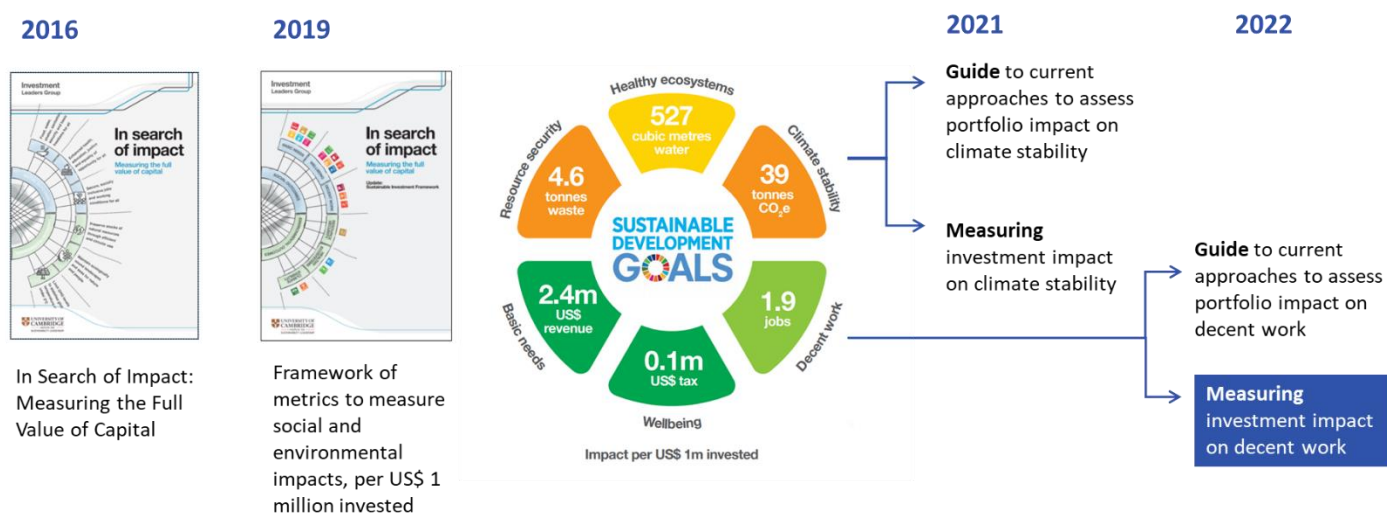 2016
2019
2021
2022
Investment
Leaders Group
In search
of impact
Measuring the full
value of capital
UNIVERSITY OF
CAMBRIDGE
In Search of Impact:
Measuring the Full
Value of Capital
Investment
Leaders Group
In search
of impact
Measuring the full
value of capital
Update:
Sustainable Investment Framework
UNIVERSITY OF
CAMBRIDGE
Framework of
metrics to measure
social and
environmental
impacts, per US$ 1
million invested
Healthy ecosystems
527
cubic metres
water
Climate stability
39
tonnes
CO₂e
Decent work
1.9
jobs
Wellbeing
0.1m
US$ tax
Basic needs
2.4m
US$
revenue
Resource security
4.6
tonnes
waste
SUSTAINABLE
DEVELOPMENT
GOALS
Impact per US$ 1m invested
Guide to current
approaches to assess
portfolio impact on
climate stability
Measuring
investment impact
on climate stability
Guide to current
approaches to assess
portfolio impact on
decent work
Measuring
investment impact
on decent work